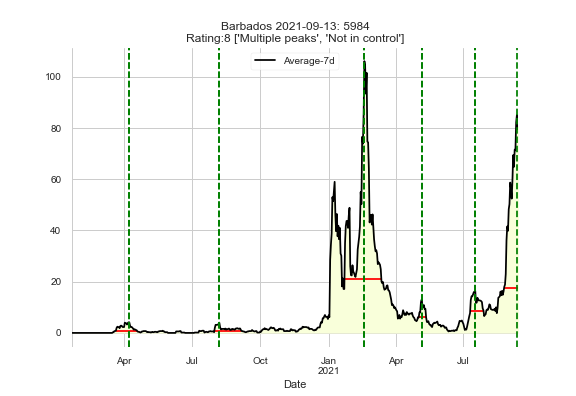 Barbados 2021-09-13: 5984
Rating:8 ['Multiple peaks', 'Not in control']
Average-7d
100
80
60
40
20
0
Apr Jul Oct Jan Apr Jul
2021
Date